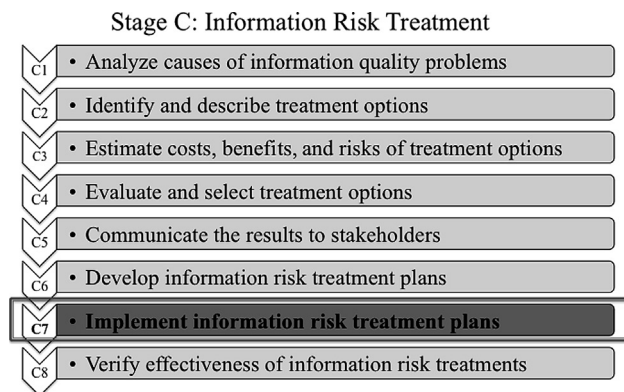 Stage C: Information Risk Treatment
C1 • Analyze causes of information quality problems
C2 • Identify and describe treatment options
C3 • Estimate costs, benefits, and risks of treatment options
C4 • Evaluate and select treatment options
C5 • Communicate the results to stakeholders
C6 • Develop information risk treatment plans
C7 • Implement information risk treatment plans
C8 • Verify effectiveness of information risk treatments